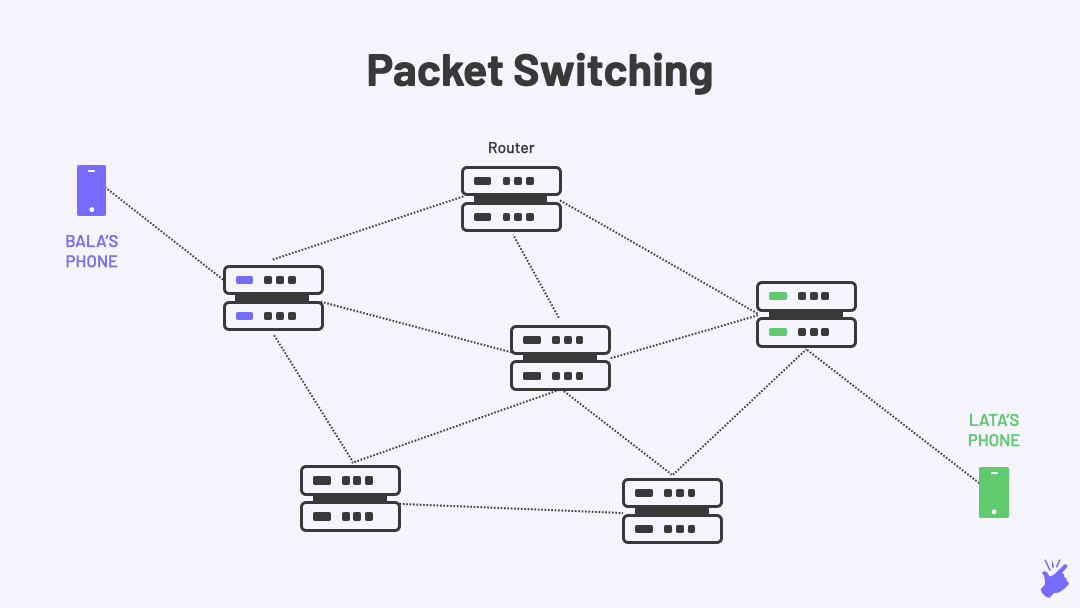 Packet Switching
Router
BALA'S
PHONE
LATA'S
PHONE